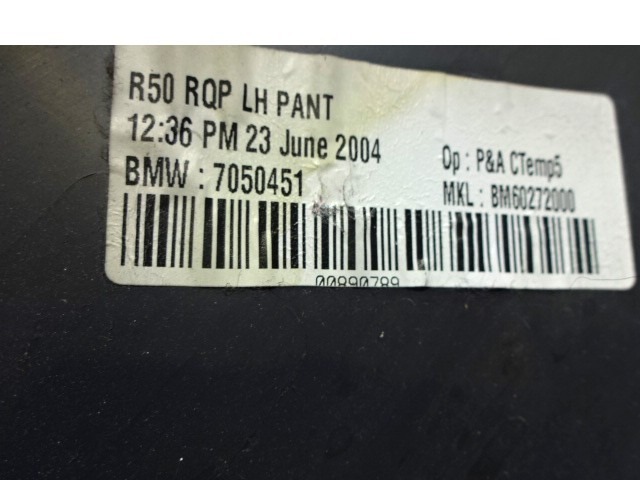 R50 RQP LH PANT
12:36 PM 23 June 2004
Op : P&A CTemp5
BMW : 7050451
MKL : BM60272000
00890789